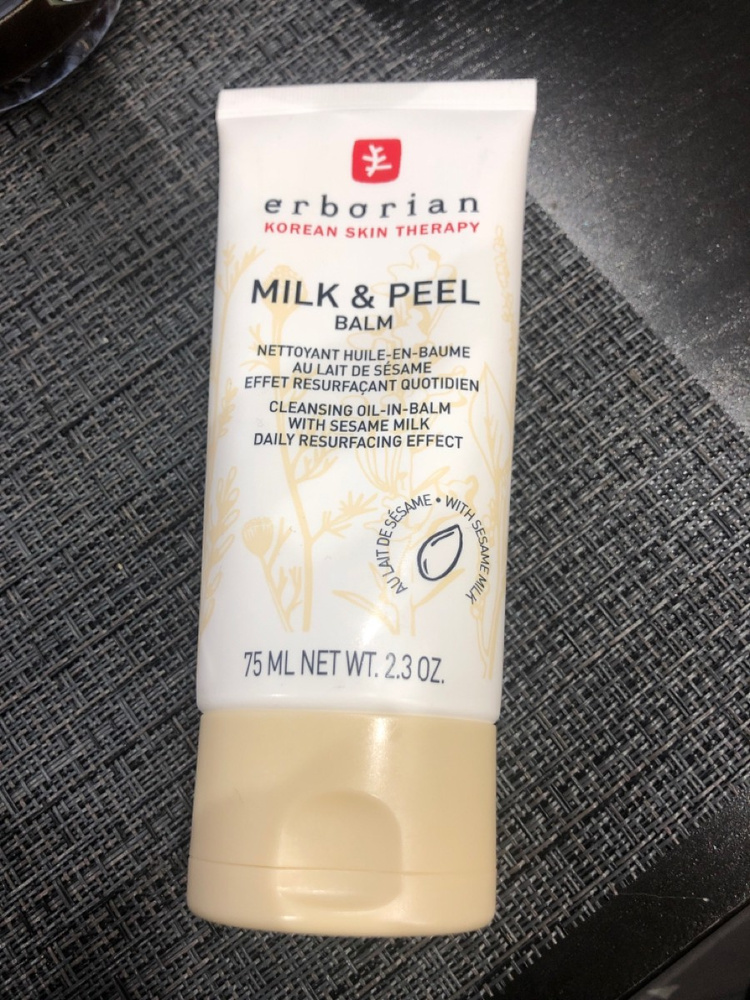 erborian
KOREAN SKIN THERAPY
MILK & PEEL
BALM
NETTOYANT HUILE-EN-BAUME
AU LAIT DE SÉSAME
EFFET RESURFAÇANT QUOTIDIEN
CLEANSING OIL-IN-BALM
WITH SESAME MILK
DAILY RESURFACING EFFECT
AU LAIT DE SÉSAME • WITH SESAME MILK
75 ML NET WT. 2.3 OZ.